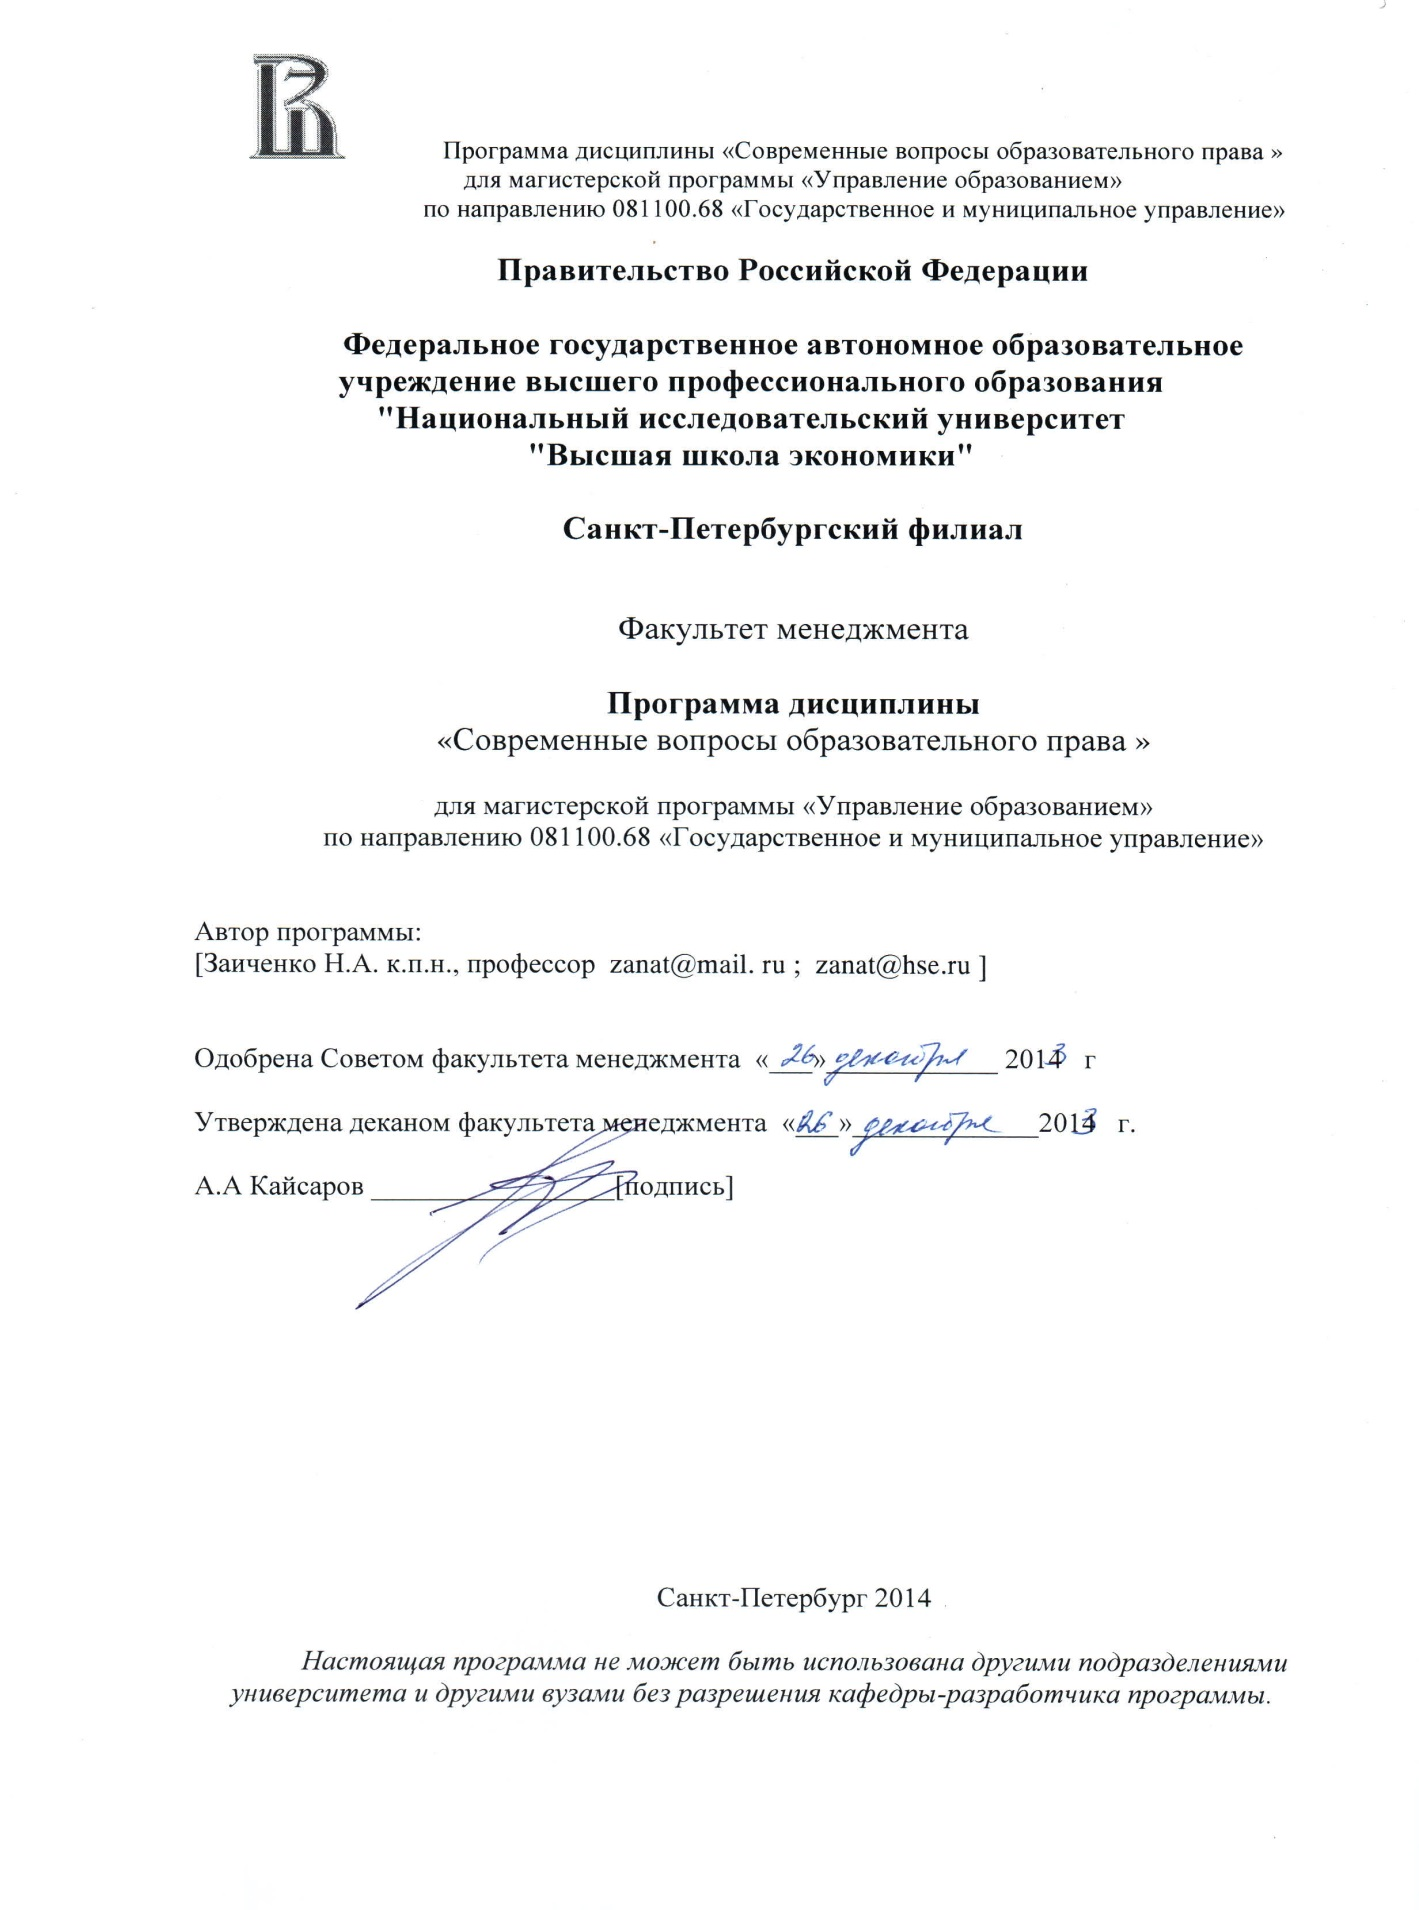 Программа дисциплины «Современные вопросы образовательного права »
для магистерской программы «Управление образованием»
по направлению 081100.68 «Государственное и муниципальное управление»
Правительство Российской Федерации
Федеральное государственное автономное образовательное
учреждение высшего профессионального образования
"Национальный исследовательский университет
"Высшая школа экономики"
Санкт-Петербургский филиал
Факультет менеджмента
Программа дисциплины
«Современные вопросы образовательного права »
для магистерской программы «Управление образованием»
по направлению 081100.68 «Государственное и муниципальное управление»
Автор программы:
[Заиченко Н.А. к.п.н., профессор zanat@mail. ru ; zanat@hse.ru ]
Одобрена Советом факультета менеджмента «26» декабря 2013 г
Утверждена деканом факультета менеджмента «26» декабря 2013 г.
А.А Кайсаров __________________[подпись]
Санкт-Петербург 2014
Настоящая программа не может быть использована другими подразделениями
университета и другими вузами без разрешения кафедры-разработчика программы.